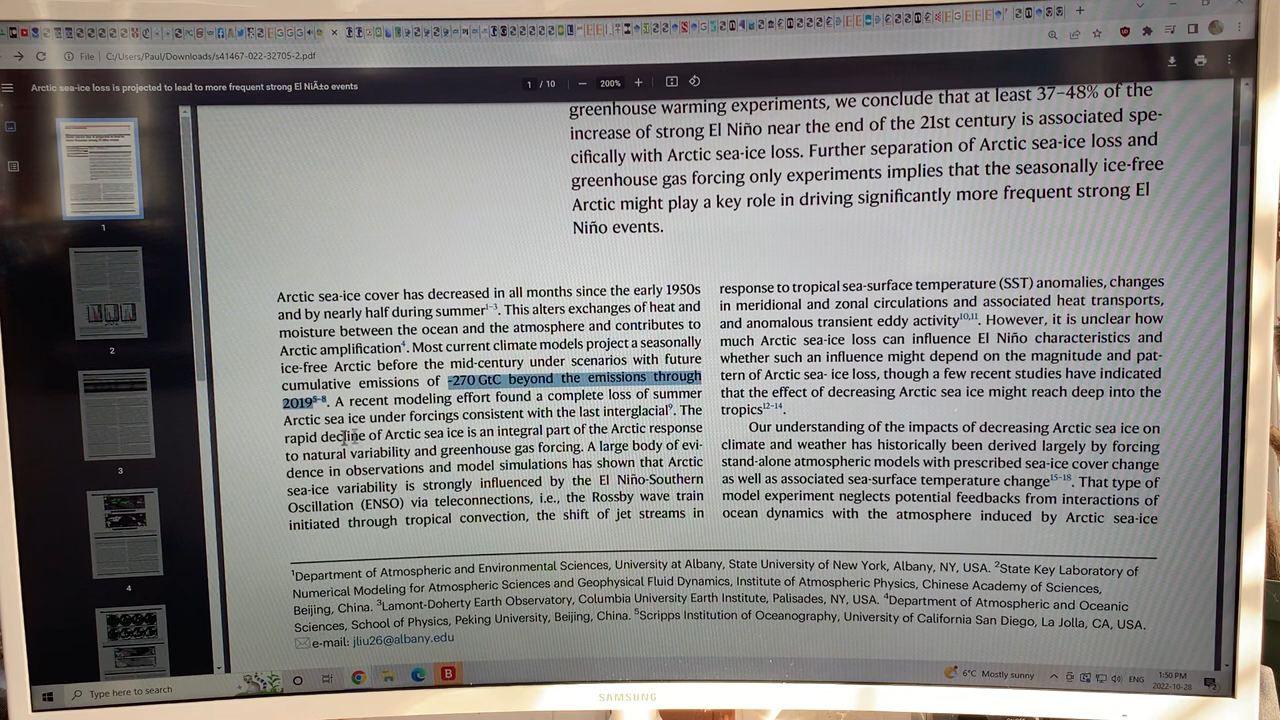 File | C:/Users/Paul/Downloads/s41467-022-32705-2.pdf
Arctic sea-ice loss is projected to lead to more frequent strong El NiÃ±o events
1 / 10
200%
greenhouse warming experiments, we conclude that at least 37–48% of the
increase of strong El Niño near the end of the 21st century is associated spe-
cifically with Arctic sea-ice loss. Further separation of Arctic sea-ice loss and
greenhouse gas forcing only experiments implies that the seasonally ice-free
Arctic might play a key role in driving significantly more frequent strong El
Niño events.
1
2
3
4
Arctic sea-ice cover has decreased in all months since the early 1950s
and by nearly half during summer1–3. This alters exchanges of heat and
moisture between the ocean and the atmosphere and contributes to
Arctic amplification4. Most current climate models project a seasonally
ice-free Arctic before the mid-century under scenarios with future
cumulative emissions of ~270 GtC beyond the emissions through
20195–8. A recent modeling effort found a complete loss of summer
Arctic sea ice under forcings consistent with the last interglacial9. The
rapid decline of Arctic sea ice is an integral part of the Arctic response
to natural variability and greenhouse gas forcing. A large body of evi-
dence in observations and model simulations has shown that Arctic
sea-ice variability is strongly influenced by the El Niño-Southern
Oscillation (ENSO) via teleconnections, i.e., the Rossby wave train
initiated through tropical convection, the shift of jet streams in
response to tropical sea-surface temperature (SST) anomalies, changes
in meridional and zonal circulations and associated heat transports,
and anomalous transient eddy activity10,11. However, it is unclear how
much Arctic sea-ice loss can influence El Niño characteristics and
whether such an influence might depend on the magnitude and pat-
tern of Arctic sea- ice loss, though a few recent studies have indicated
that the effect of decreasing Arctic sea ice might reach deep into the
tropics12–14.
Our understanding of the impacts of decreasing Arctic sea ice on
climate and weather has historically been derived largely by forcing
stand-alone atmospheric models with prescribed sea-ice cover change
as well as associated sea-surface temperature change15–18. That type of
model experiment neglects potential feedbacks from interactions of
ocean dynamics with the atmosphere induced by Arctic sea-ice
1Department of Atmospheric and Environmental Sciences, University at Albany, State University of New York, Albany, NY, USA. 2State Key Laboratory of
Numerical Modeling for Atmospheric Sciences and Geophysical Fluid Dynamics, Institute of Atmospheric Physics, Chinese Academy of Sciences,
Beijing, China. 3Lamont-Doherty Earth Observatory, Columbia University Earth Institute, Palisades, NY, USA. 4Department of Atmospheric and Oceanic
Sciences, School of Physics, Peking University, Beijing, China. 5Scripps Institution of Oceanography, University of California San Diego, La Jolla, CA, USA.
e-mail: jliu26@albany.edu
Type here to search
6°C Mostly sunny
ENG
1:50 PM
2022-10-28
SAMSUNG